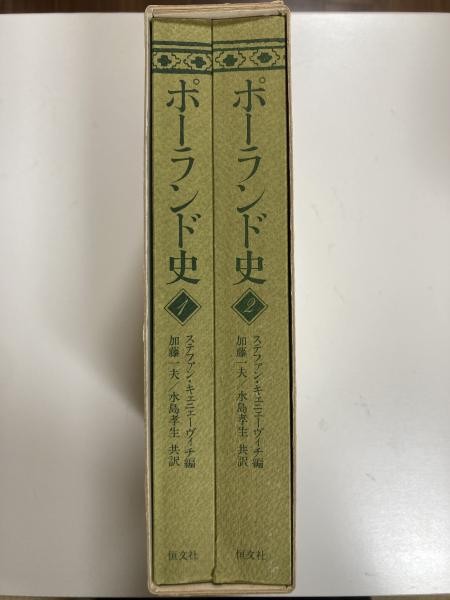 ポーランド史
1
ステファン・キエニェーヴィチ編
加藤一夫／水島孝生 共訳
恒文社
ポーランド史
2
ステファン・キエニェーヴィチ編
加藤一夫／水島孝生 共訳
恒文社